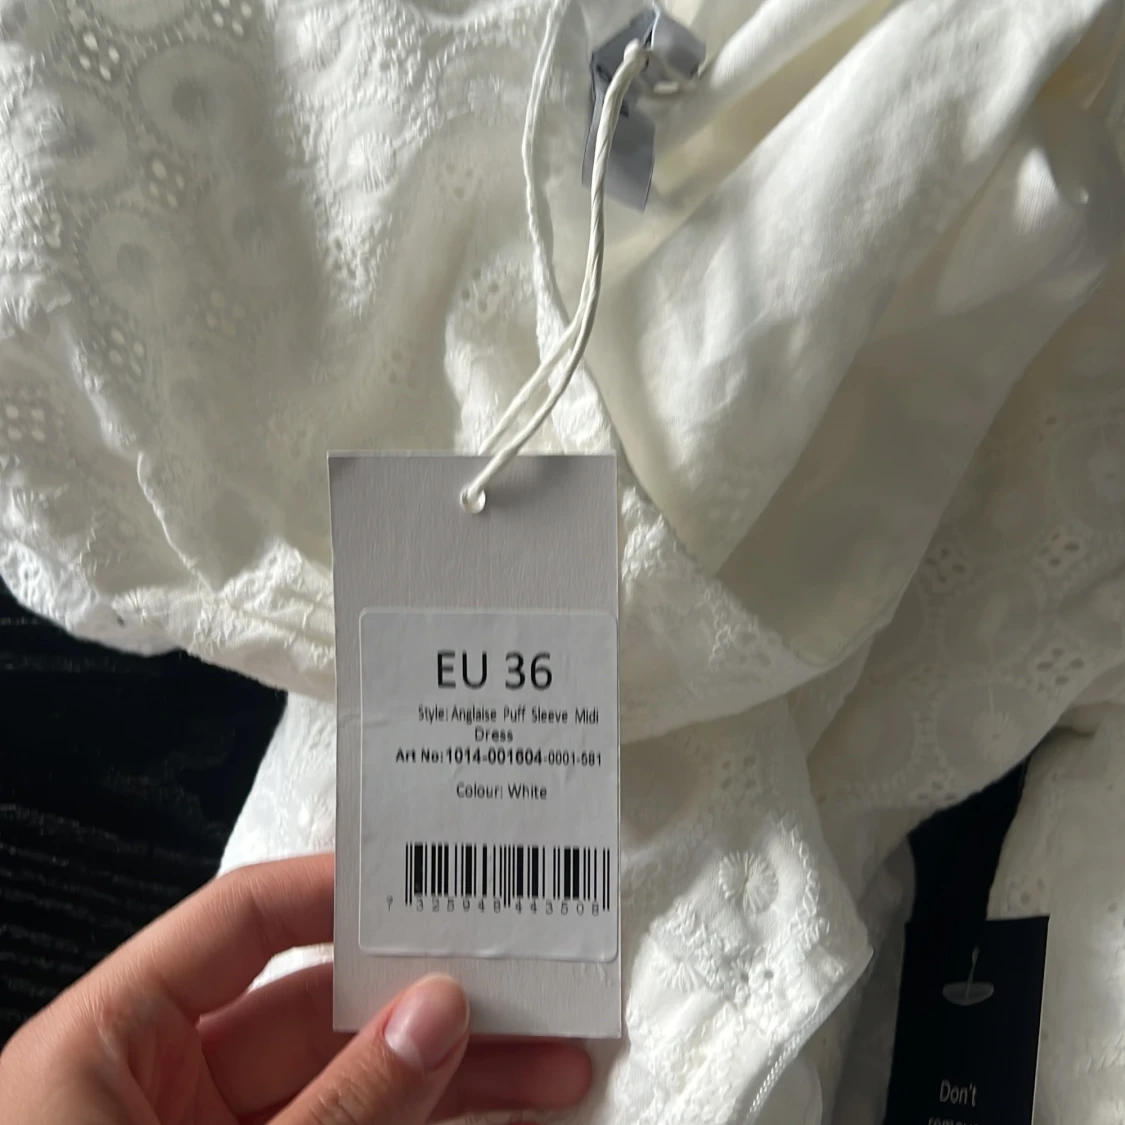 EU 36
Style: Anglaise Puff Sleeve Midi
Dress
Art No:1014-001604-0001-581
Colour: White
7 325948 443508
Don't